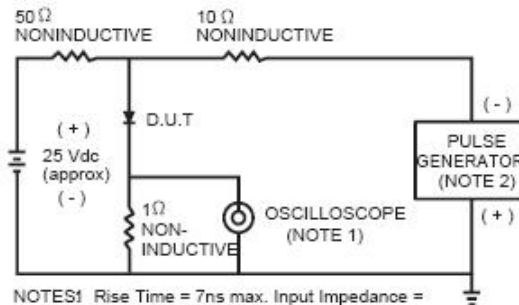 50 Ω
NONINDUCTIVE
10 Ω
NONINDUCTIVE
(+)
25 Vdc
(approx)
(-)
D.U.T
1Ω
NON-
INDUCTIVE
OSCILLOSCOPE
(NOTE 1)
(-)
PULSE
GENERATOR
(NOTE 2)
(+)
NOTES1 Rise Time = 7ns max. Input Impedance =